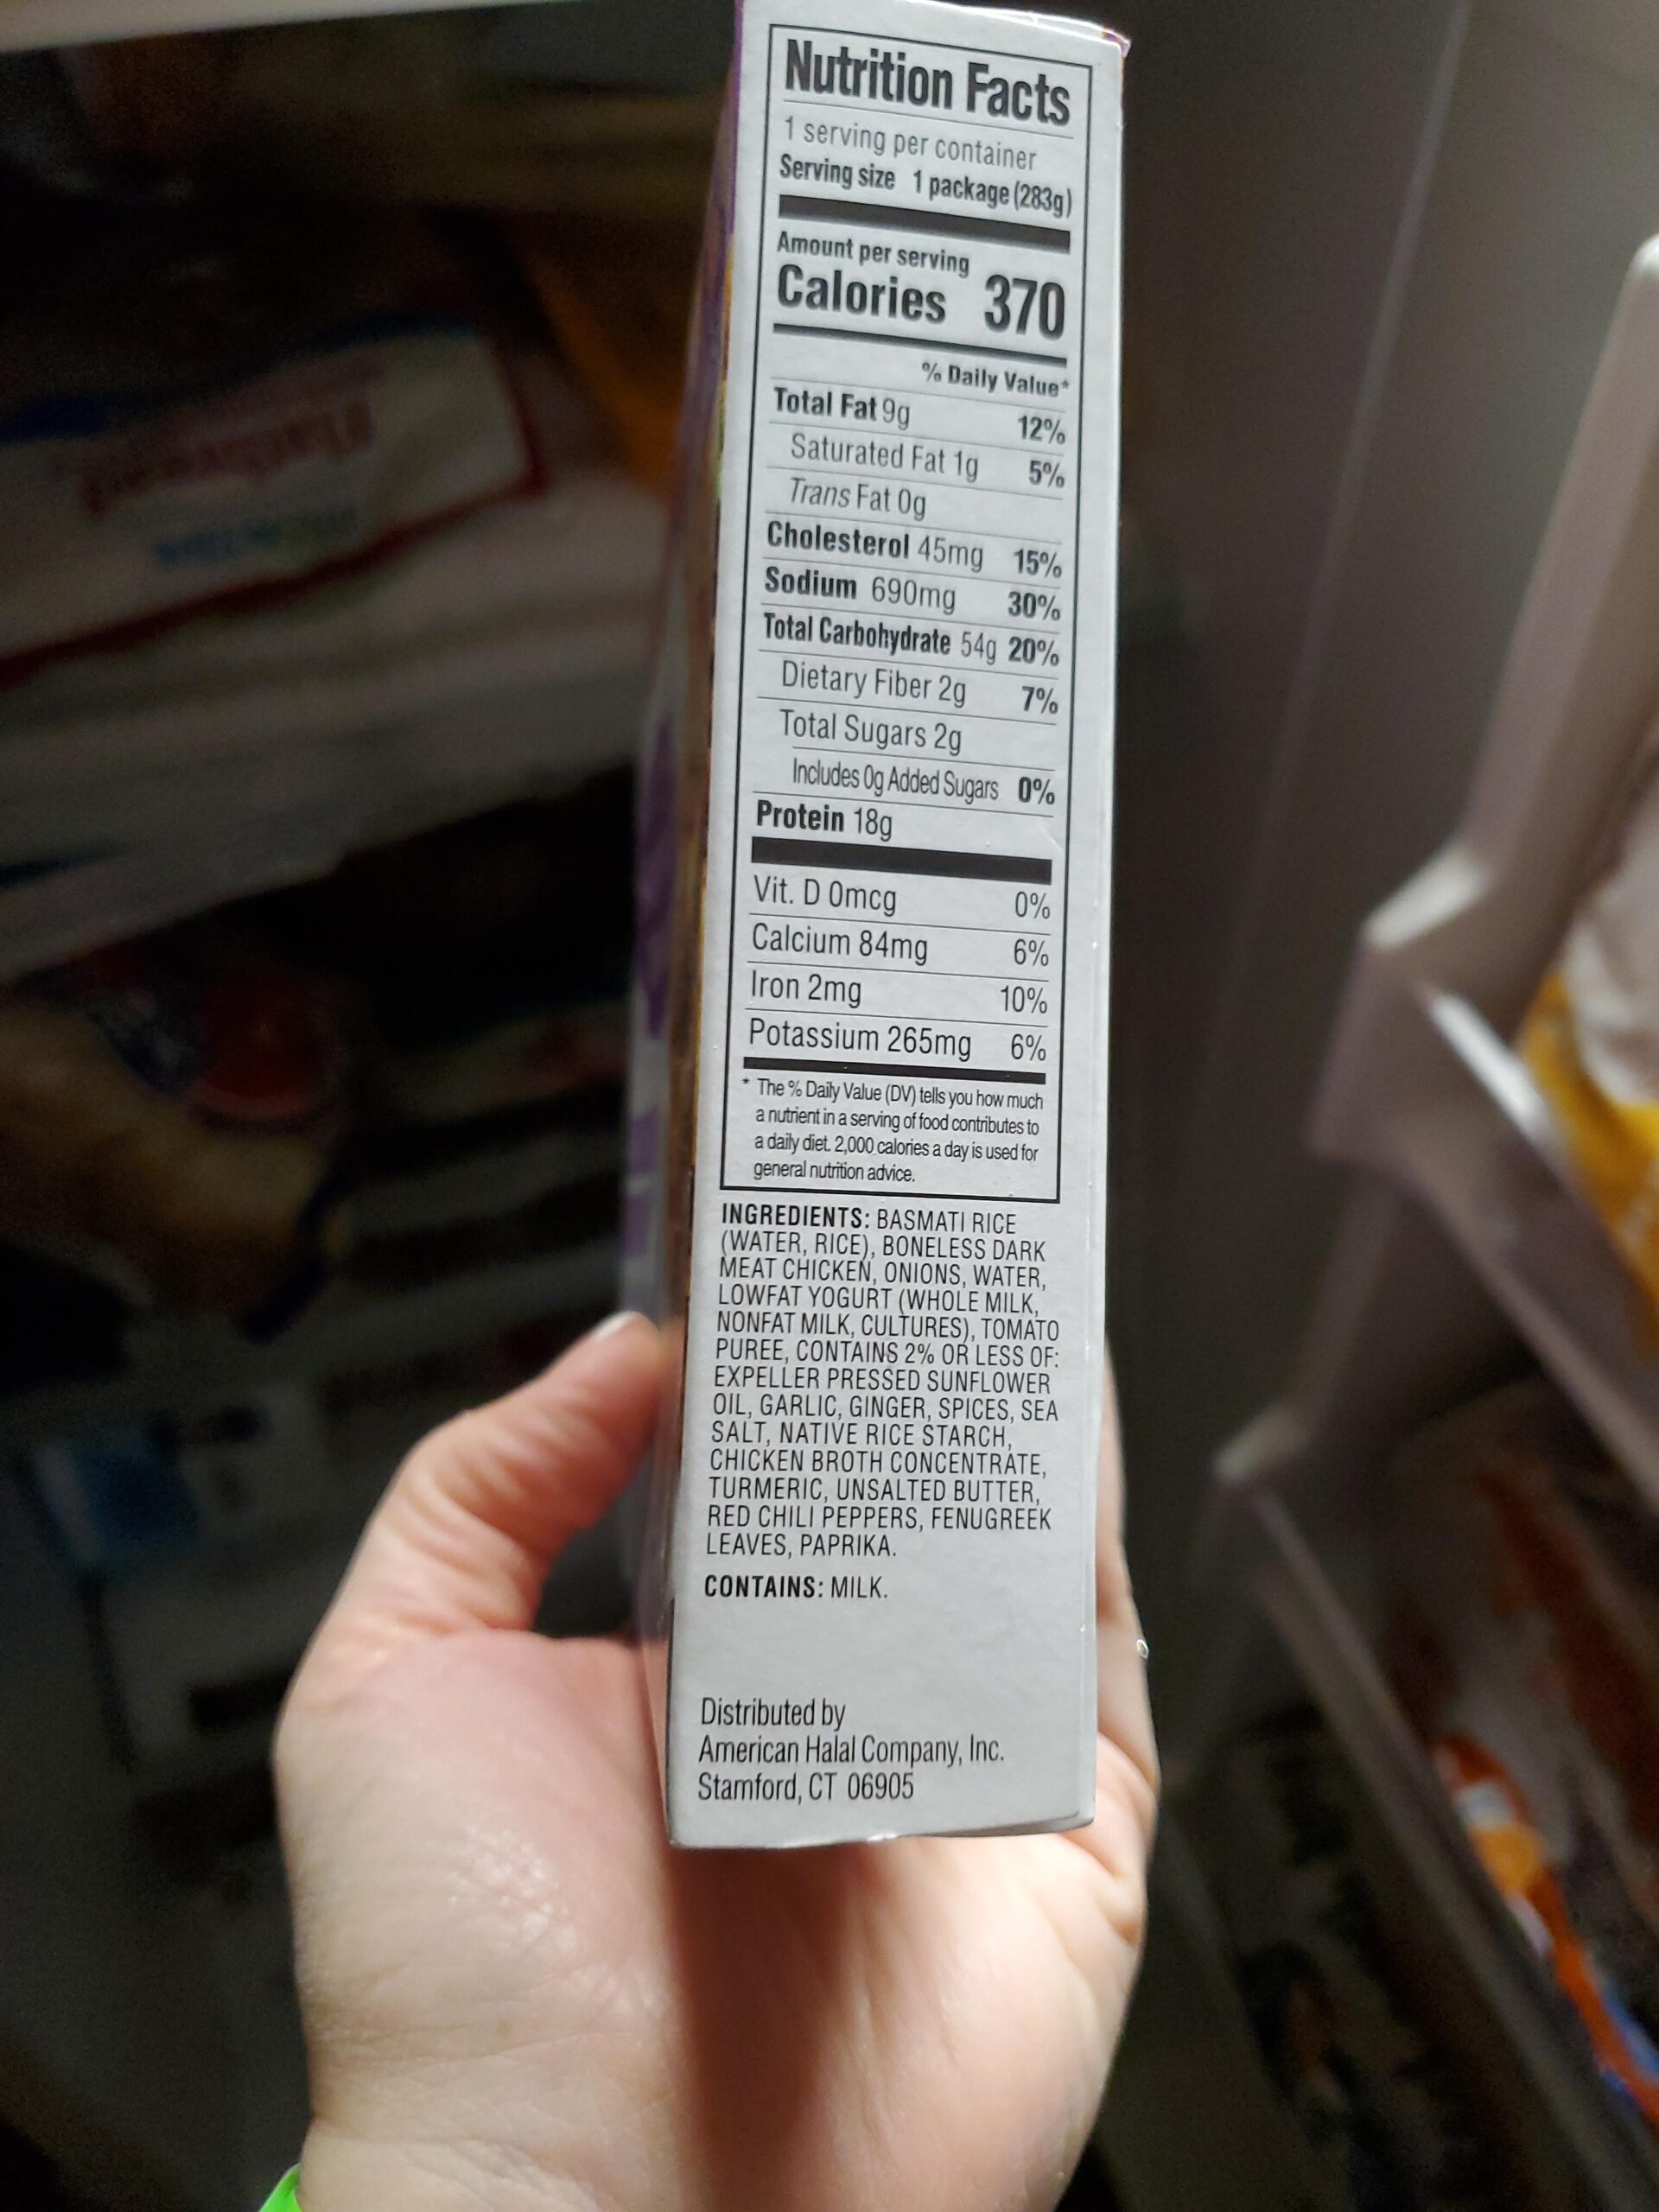 Nutrition Facts
1 serving per container
Serving size 1 package (283g)
Amount per serving
Calories 370
% Daily Value*
Total Fat 9g 12%
Saturated Fat 1g 5%
Trans Fat 0g
Cholesterol 45mg 15%
Sodium 690mg 30%
Total Carbohydrate 54g 20%
Dietary Fiber 2g 7%
Total Sugars 2g
Includes 0g Added Sugars 0%
Protein 18g
Vit. D 0mcg 0%
Calcium 84mg 6%
Iron 2mg 10%
Potassium 265mg 6%
* The % Daily Value (DV) tells you how much
a nutrient in a serving of food contributes to
a daily diet. 2,000 calories a day is used for
general nutrition advice.
INGREDIENTS: BASMATI RICE
(WATER, RICE), BONELESS DARK
MEAT CHICKEN, ONIONS, WATER,
LOWFAT YOGURT (WHOLE MILK,
NONFAT MILK, CULTURES), TOMATO
PUREE, CONTAINS 2% OR LESS OF:
EXPELLER PRESSED SUNFLOWER
OIL, GARLIC, GINGER, SPICES, SEA
SALT, NATIVE RICE STARCH,
CHICKEN BROTH CONCENTRATE,
TURMERIC, UNSALTED BUTTER,
RED CHILI PEPPERS, FENUGREEK
LEAVES, PAPRIKA.
CONTAINS: MILK.
Distributed by
American Halal Company, Inc.
Stamford, CT 06905